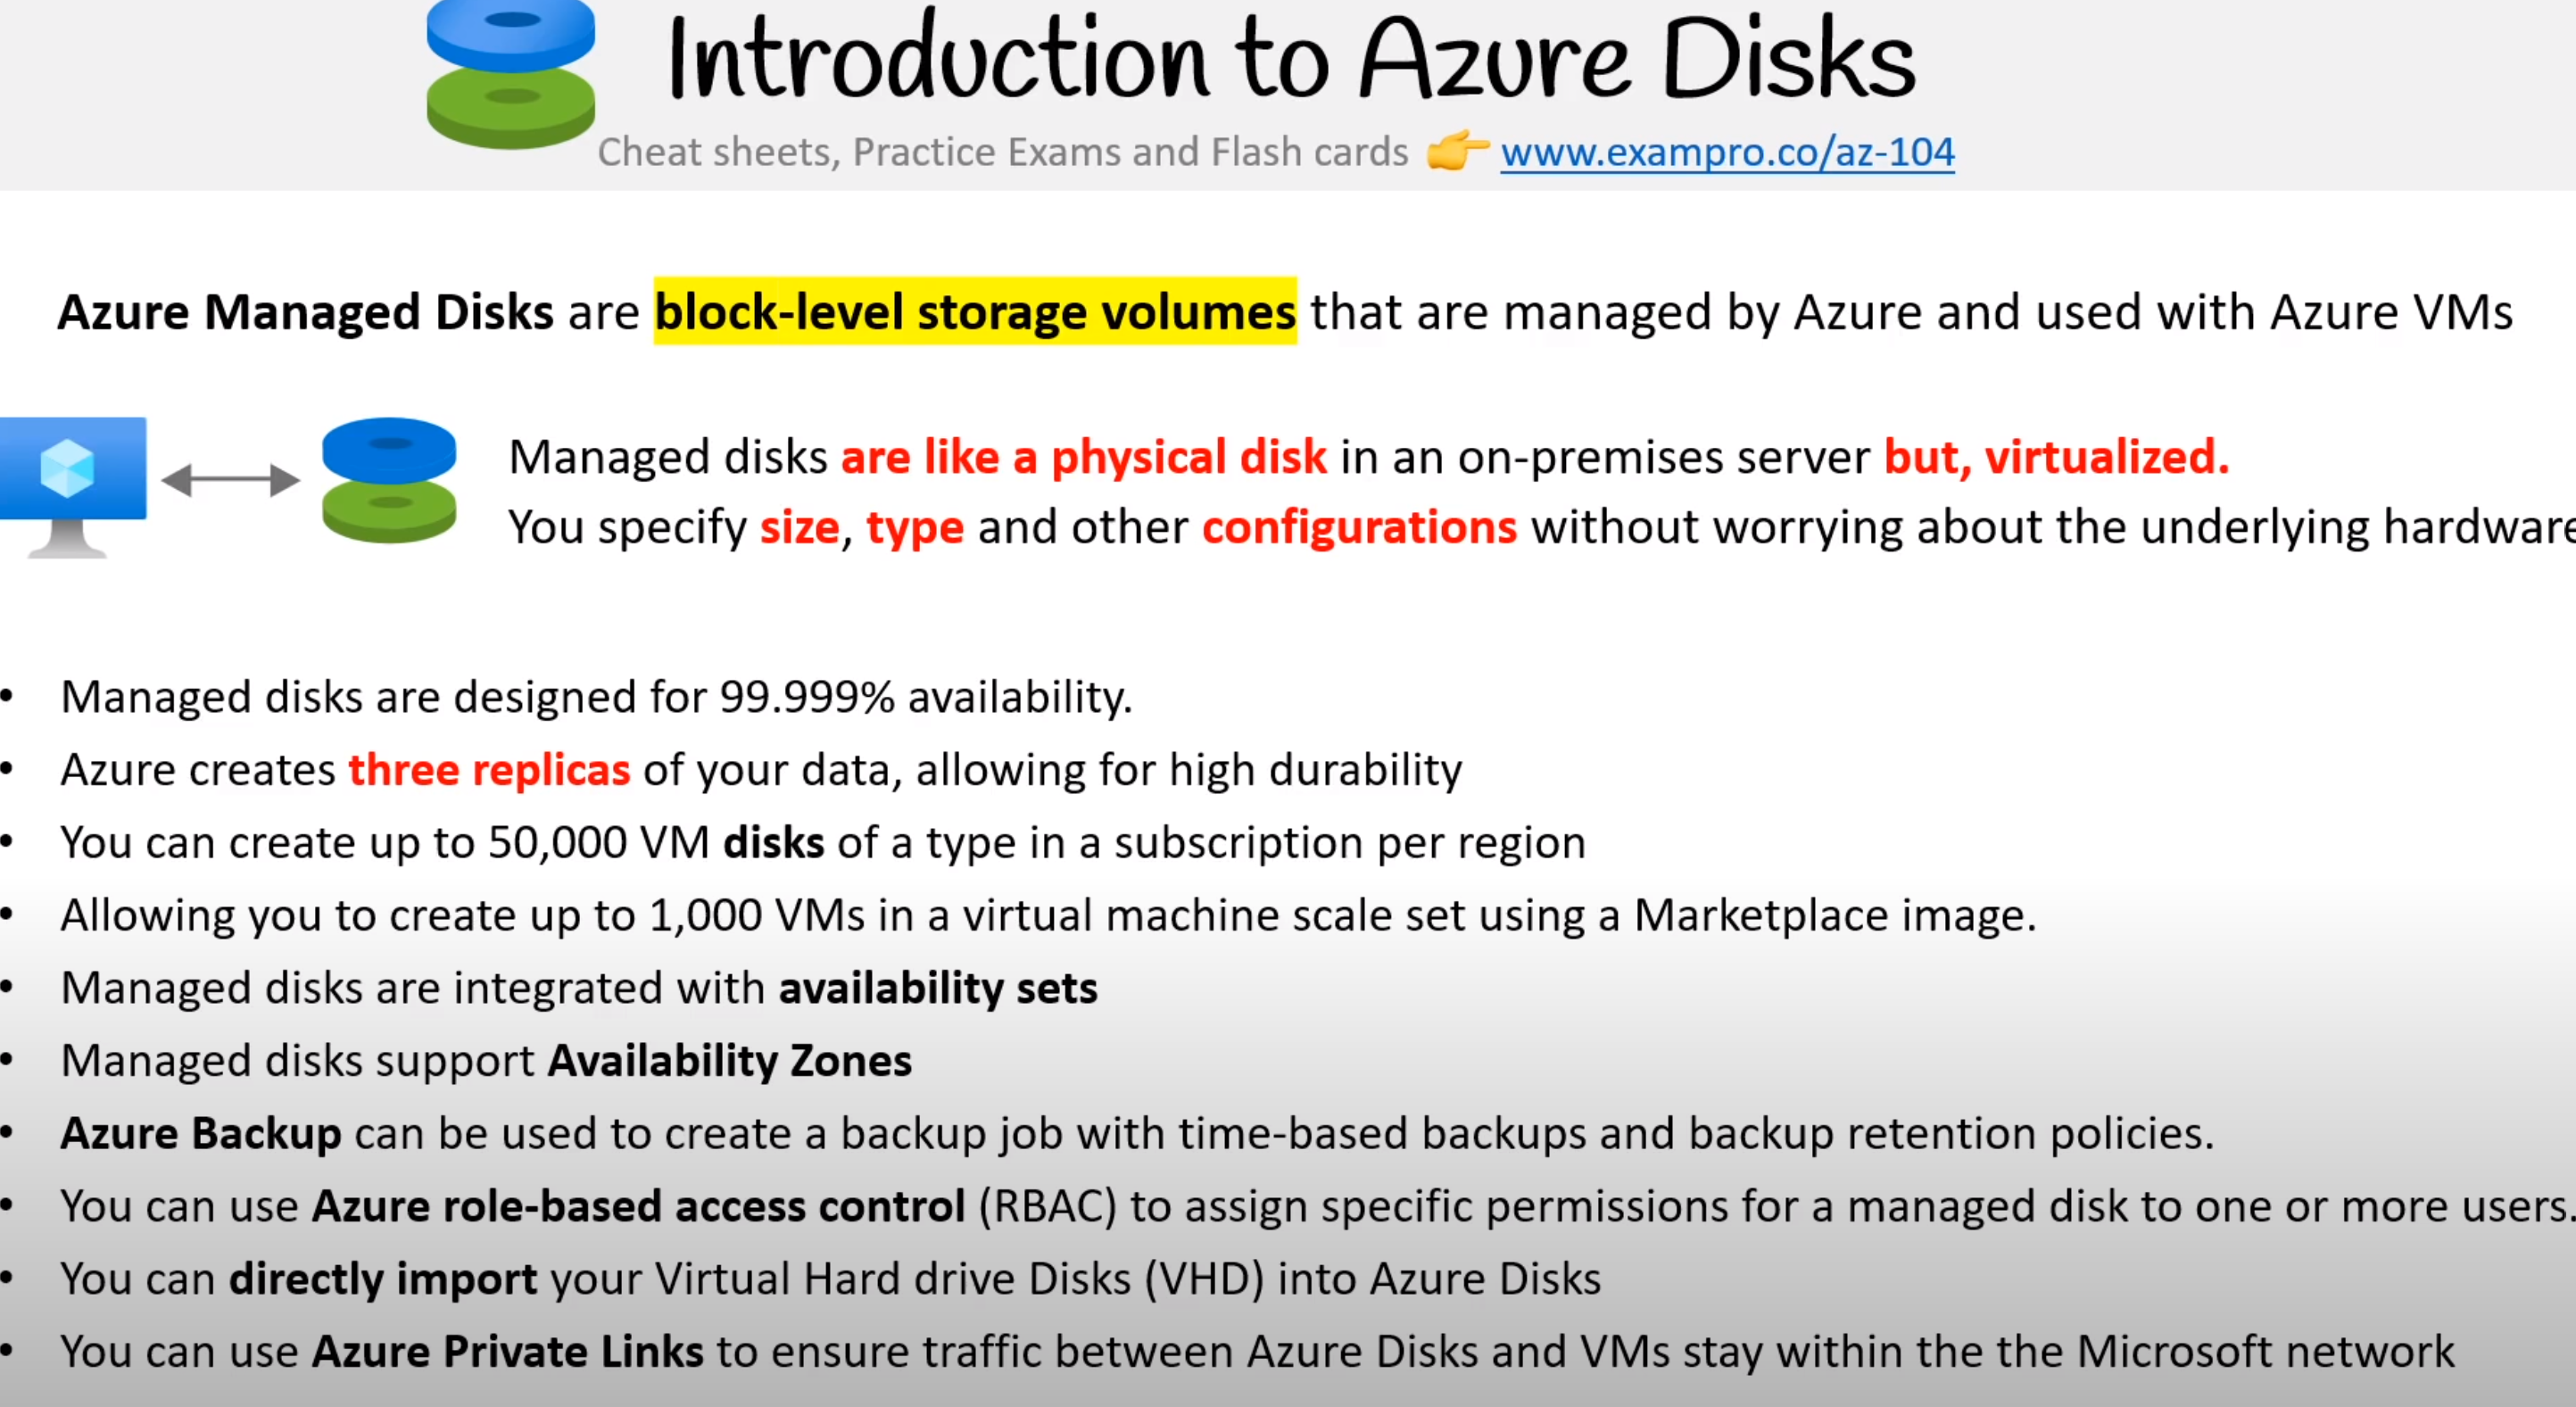 Introduction to Azure Disks
Cheat sheets, Practice Exams and Flash cards 👉 www.exampro.co/az-104
Azure Managed Disks are block-level storage volumes that are managed by Azure and used with Azure VMs
Managed disks are like a physical disk in an on-premises server but, virtualized.
You specify size, type and other configurations without worrying about the underlying hardware
• Managed disks are designed for 99.999% availability.
• Azure creates three replicas of your data, allowing for high durability
• You can create up to 50,000 VM disks of a type in a subscription per region
• Allowing you to create up to 1,000 VMs in a virtual machine scale set using a Marketplace image.
• Managed disks are integrated with availability sets
• Managed disks support Availability Zones
• Azure Backup can be used to create a backup job with time-based backups and backup retention policies.
• You can use Azure role-based access control (RBAC) to assign specific permissions for a managed disk to one or more users.
• You can directly import your Virtual Hard drive Disks (VHD) into Azure Disks
• You can use Azure Private Links to ensure traffic between Azure Disks and VMs stay within the the Microsoft network